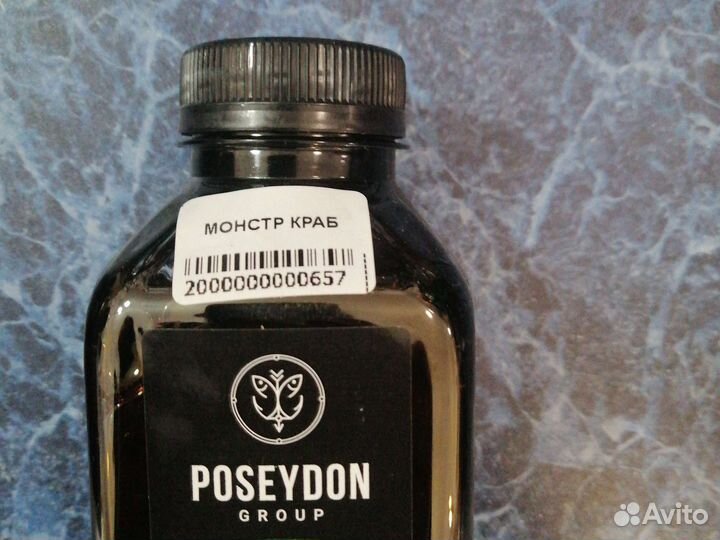 МОНСТР КРАБ
2000000000657
POSEYDON
GROUP
Avito